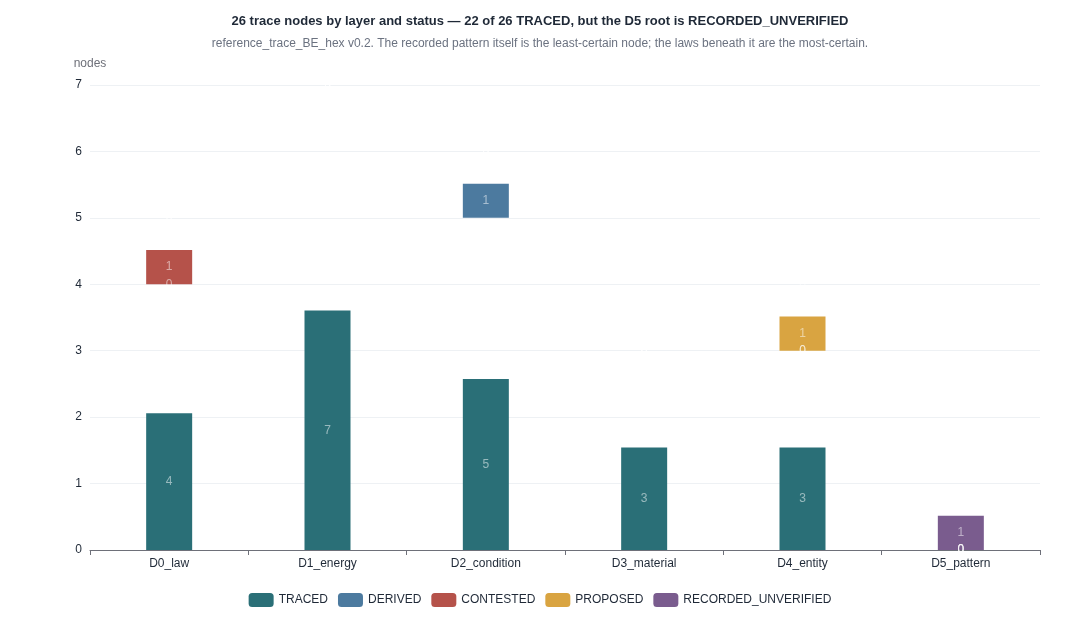 26 trace nodes by layer and status — 22 of 26 TRACED, but the D5 root is RECORDED_UNVERIFIED
reference_trace_BE_hex v0.2. The recorded pattern itself is the least-certain node; the laws beneath it are the most-certain.
nodes
7
6
5
4
3
2
1
0
1
0
4
7
1
5
3
1
0
3
1
0
D0_law
D1_energy
D2_condition
D3_material
D4_entity
D5_pattern
TRACED
DERIVED
CONTESTED
PROPOSED
RECORDED_UNVERIFIED